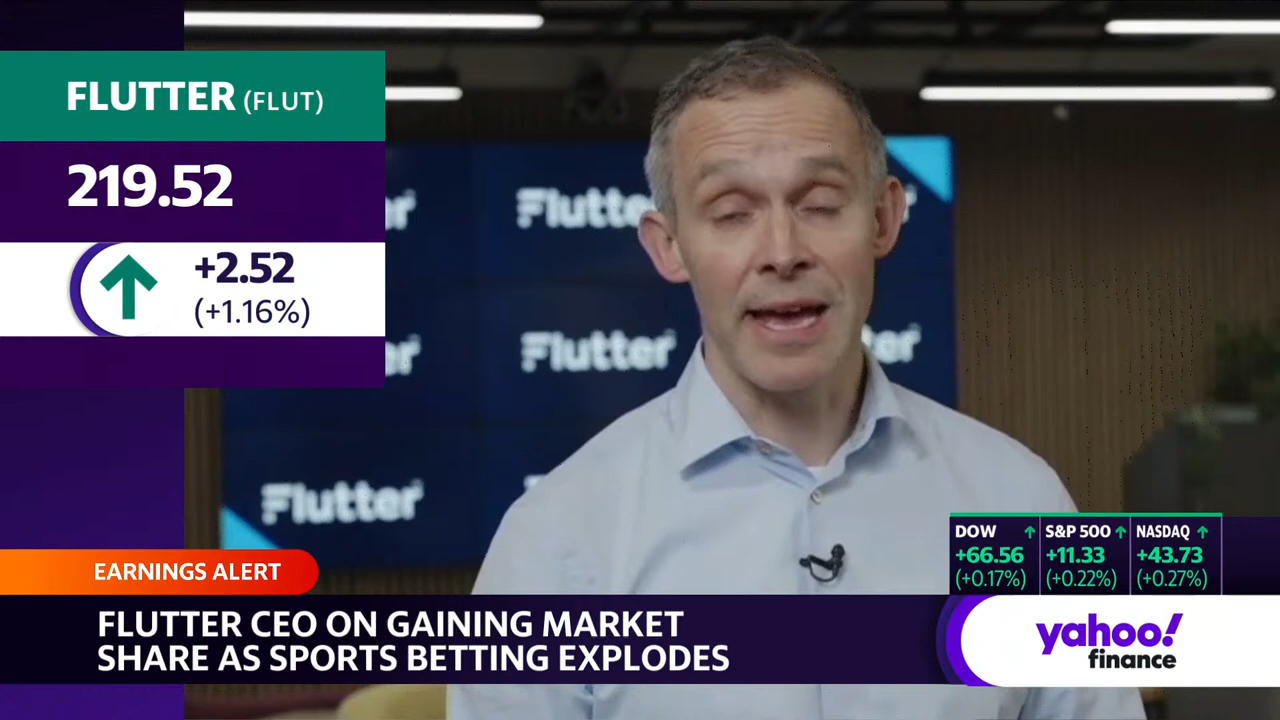 FLUTTER (FLUT)
219.52
+2.52
(+1.16%)
Flutter
Flutter
Flutter
EARNINGS ALERT
FLUTTER CEO ON GAINING MARKET
SHARE AS SPORTS BETTING EXPLODES
DOW
+66.56
(+0.17%)
S&P 500
+11.33
(+0.22%)
NASDAQ
+43.73
(+0.27%)
yahoo!
finance